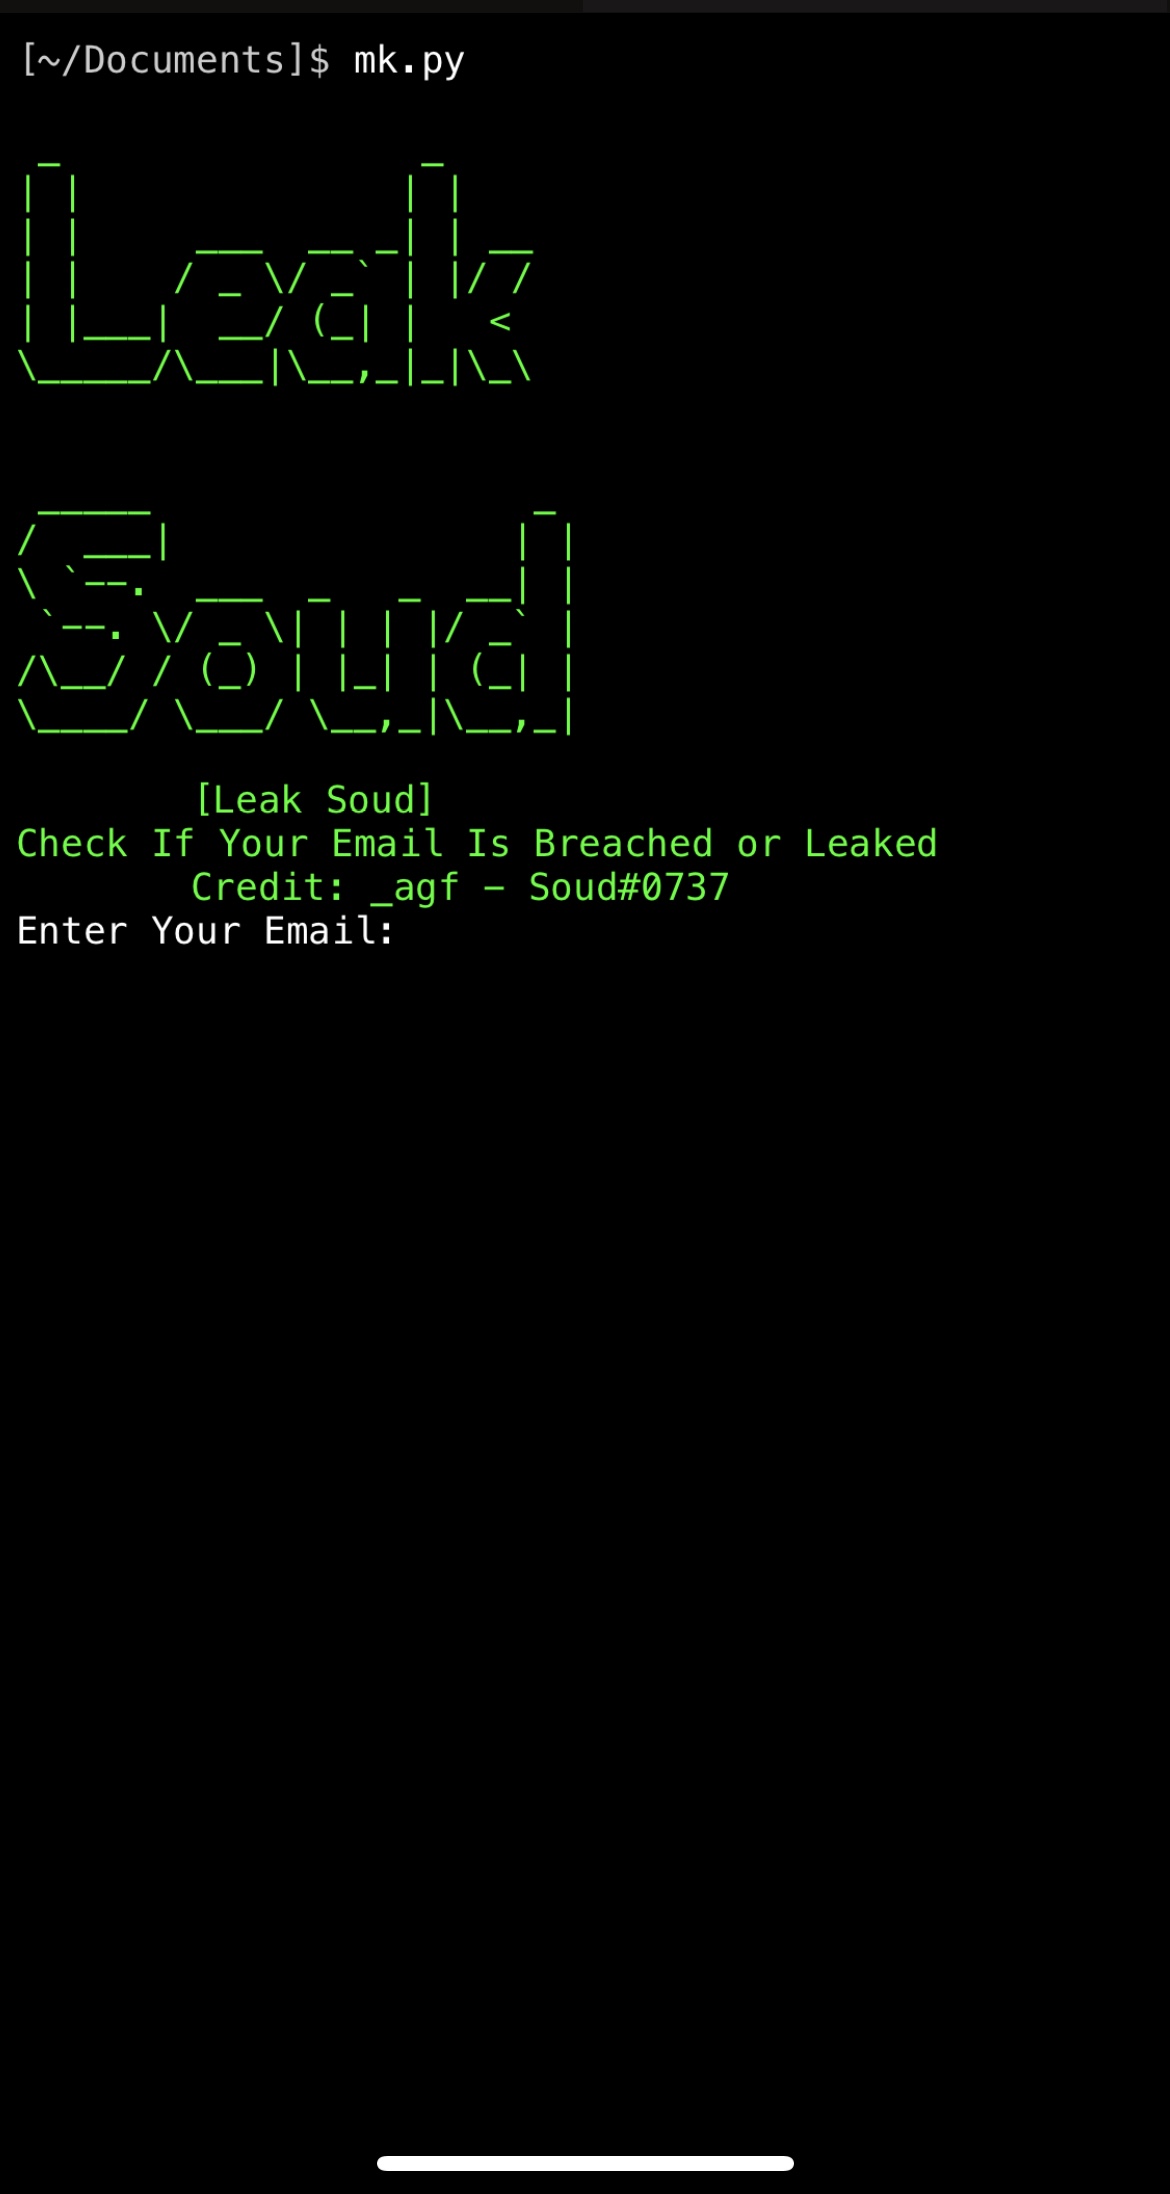 [~/Documents]$ mk.py
Leak
Soud
[Leak Soud]
Check If Your Email Is Breached or Leaked
Credit: _agf - Soud#0737
Enter Your Email: